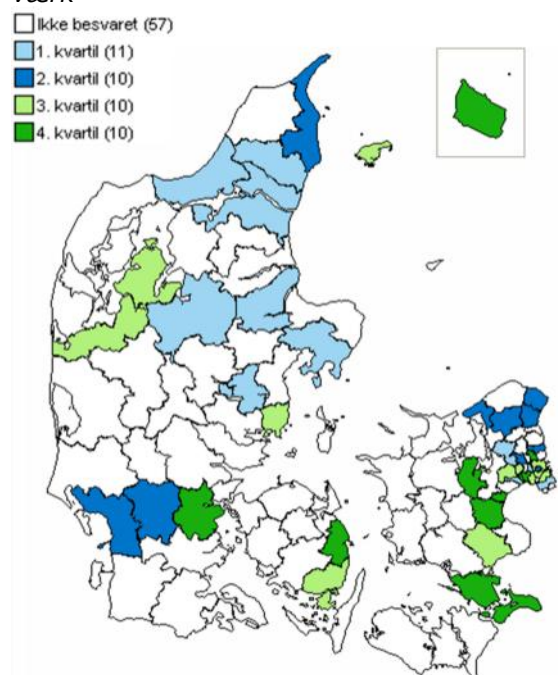 Ikke besvaret (57)
1. kvartil (11)
2. kvartil (10)
3. kvartil (10)
4. kvartil (10)